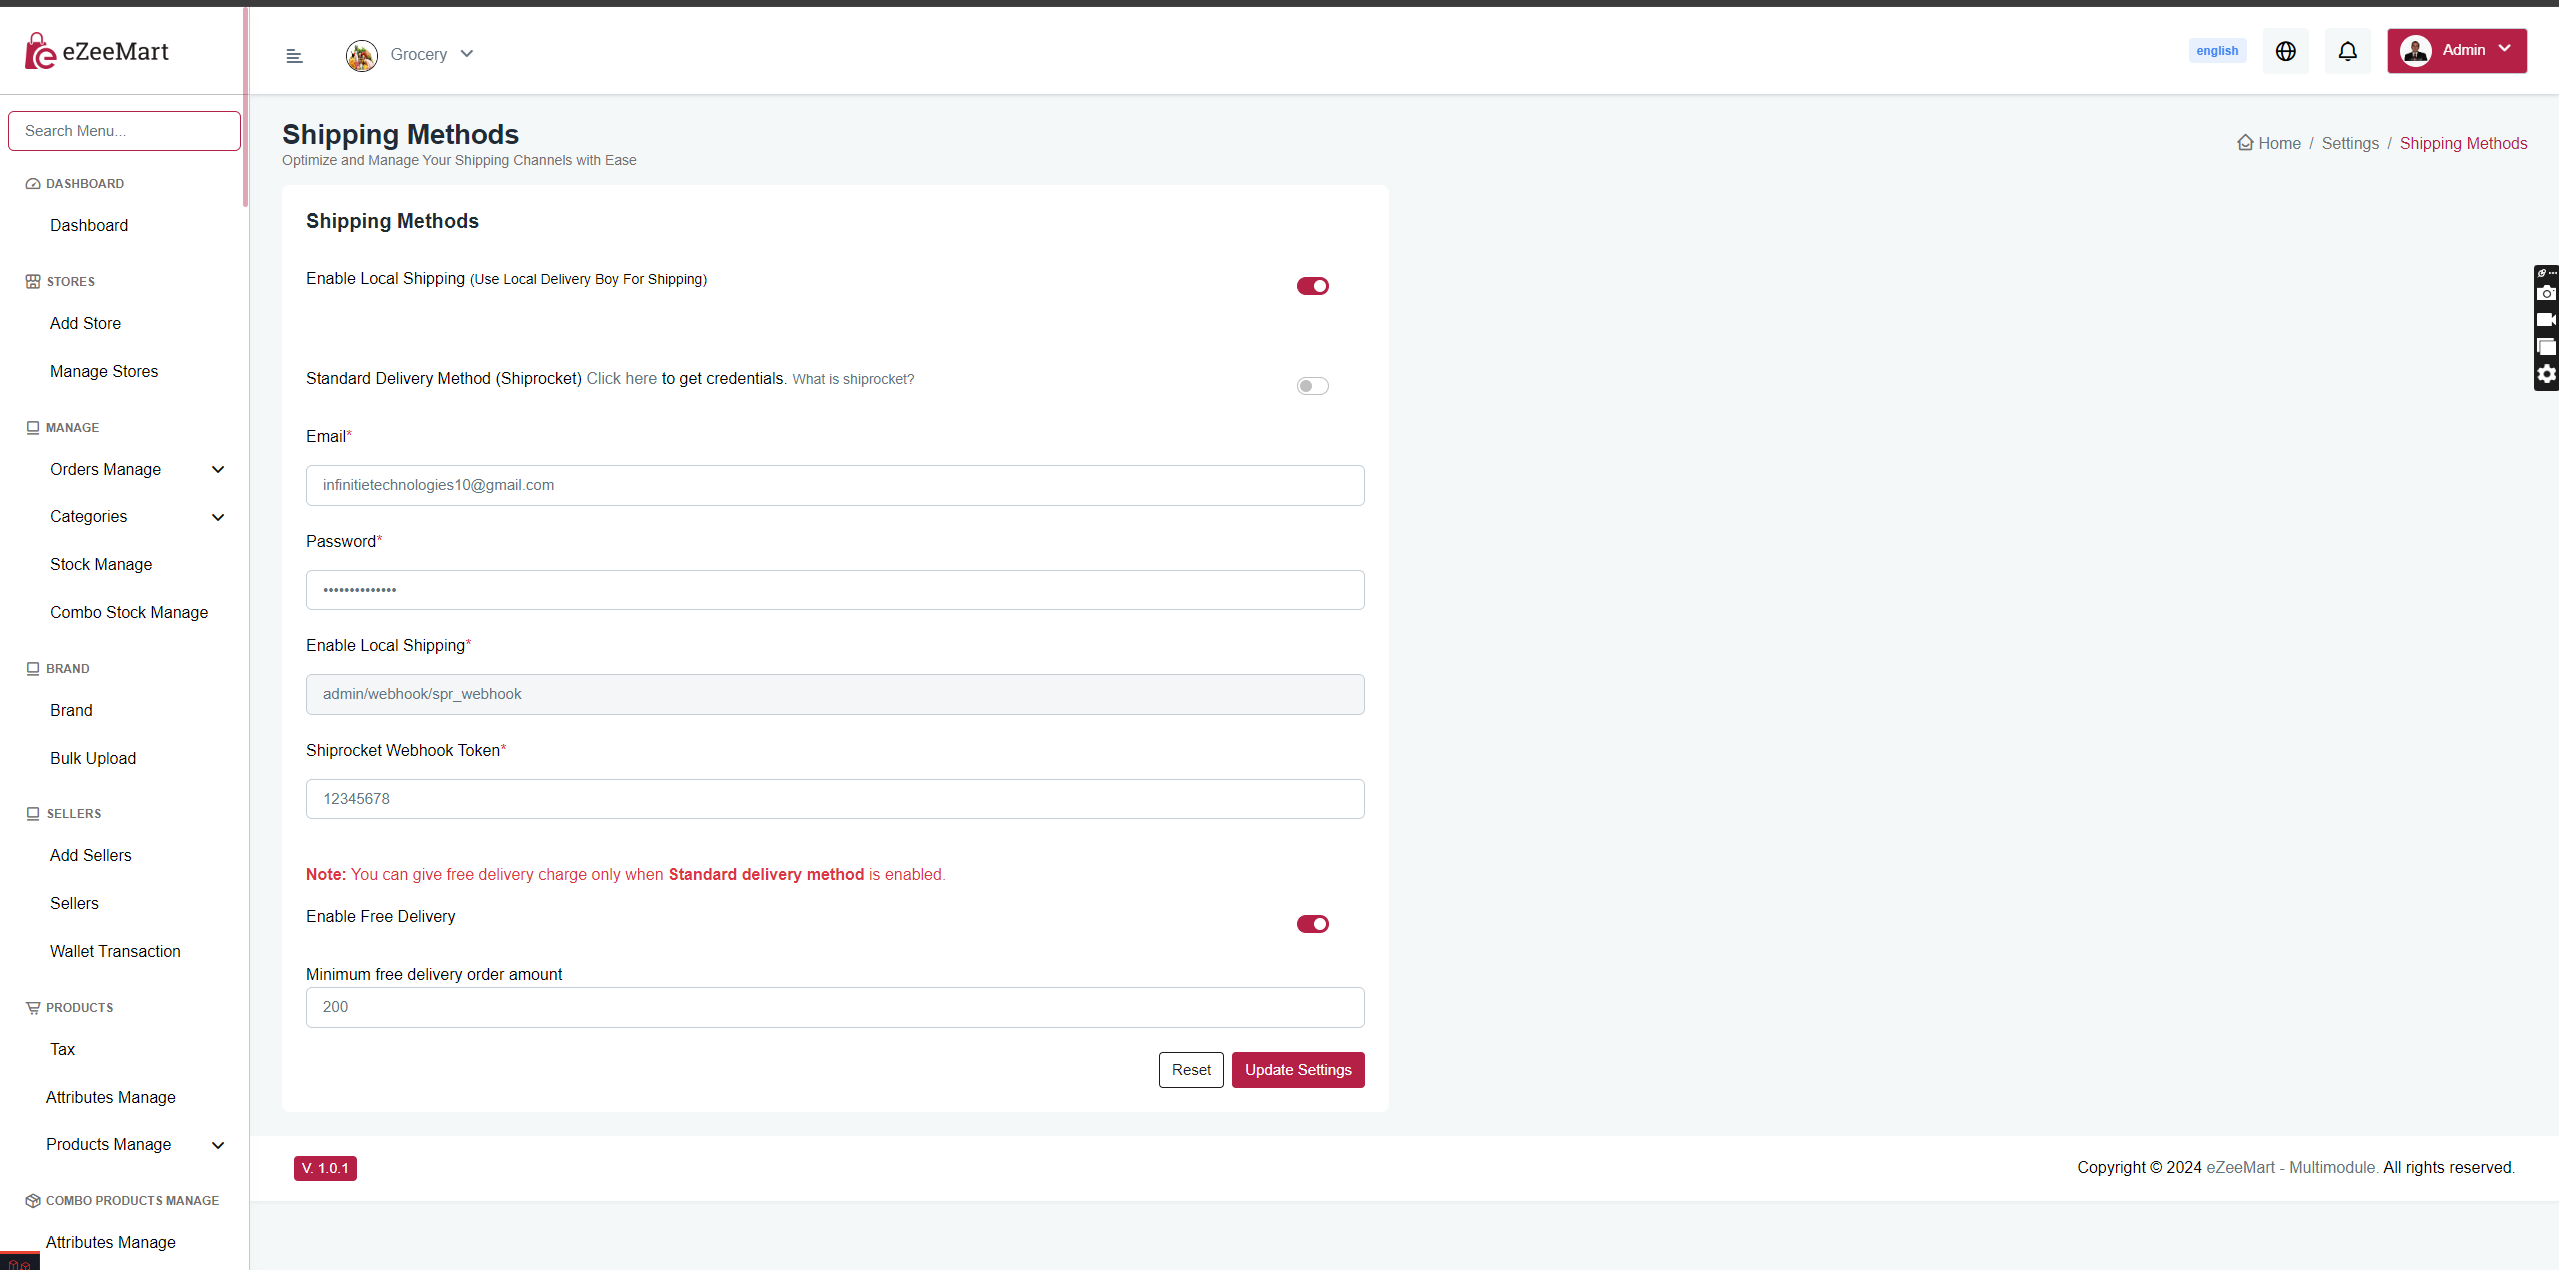 eZeeMart
Grocery
english
Admin
Search Menu...
DASHBOARD
Dashboard
STORES
Add Store
Manage Stores
MANAGE
Orders Manage
Categories
Stock Manage
Combo Stock Manage
BRAND
Brand
Bulk Upload
SELLERS
Add Sellers
Sellers
Wallet Transaction
PRODUCTS
Tax
Attributes Manage
Products Manage
COMBO PRODUCTS MANAGE
Attributes Manage
Shipping Methods
Optimize and Manage Your Shipping Channels with Ease
Home / Settings / Shipping Methods
Shipping Methods
Enable Local Shipping (Use Local Delivery Boy For Shipping)
Standard Delivery Method (Shiprocket) Click here to get credentials. What is shiprocket?
Email*
infinitietechnologies10@gmail.com
Password*
••••••••••••••
Enable Local Shipping*
admin/webhook/spr_webhook
Shiprocket Webhook Token*
12345678
Note: You can give free delivery charge only when Standard delivery method is enabled.
Enable Free Delivery
Minimum free delivery order amount
200
Reset
Update Settings
V. 1.0.1
Copyright © 2024 eZeeMart - Multimodule. All rights reserved.